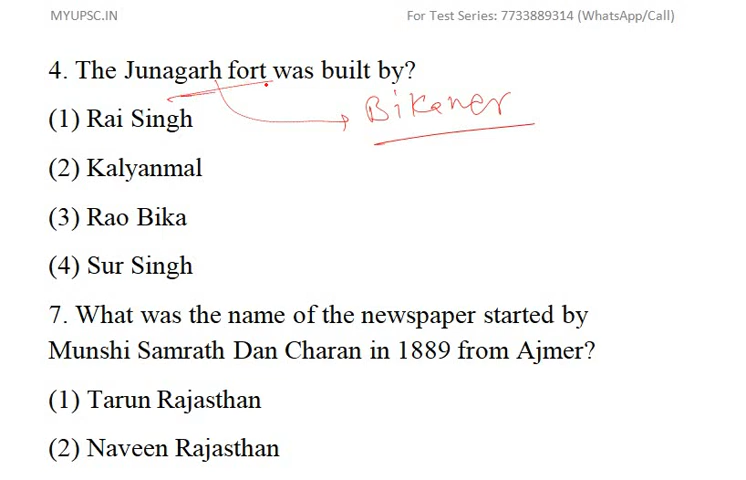 MYUPSC.IN For Test Series: 7733889314 (WhatsApp/Call)
4. The Junagarh fort was built by?
Bikaner
(1) Rai Singh
(2) Kalyanmal
(3) Rao Bika
(4) Sur Singh
7. What was the name of the newspaper started by
Munshi Samrath Dan Charan in 1889 from Ajmer?
(1) Tarun Rajasthan
(2) Naveen Rajasthan